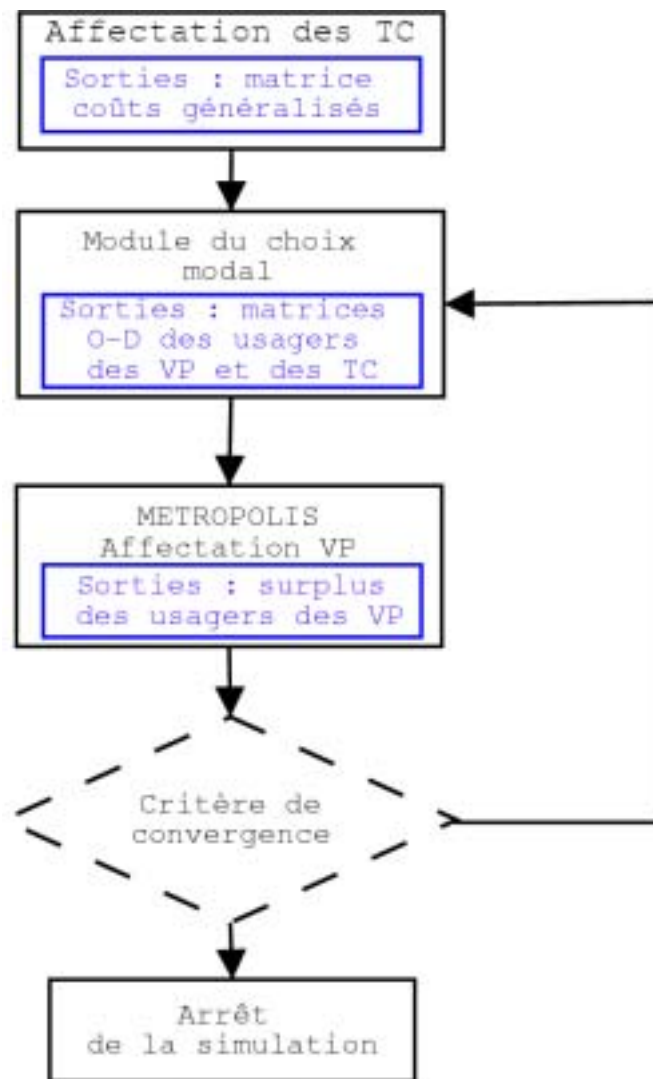 Affectation des TC
Sorties : matrice
coûts généralisés
Module du choix
modal
Sorties : matrices
O-D des usagers
des VP et des TC
METROPOLIS
Affectation VP
Sorties : surplus
des usagers des VP
Critère de
convergence
Arrêt
de la simulation